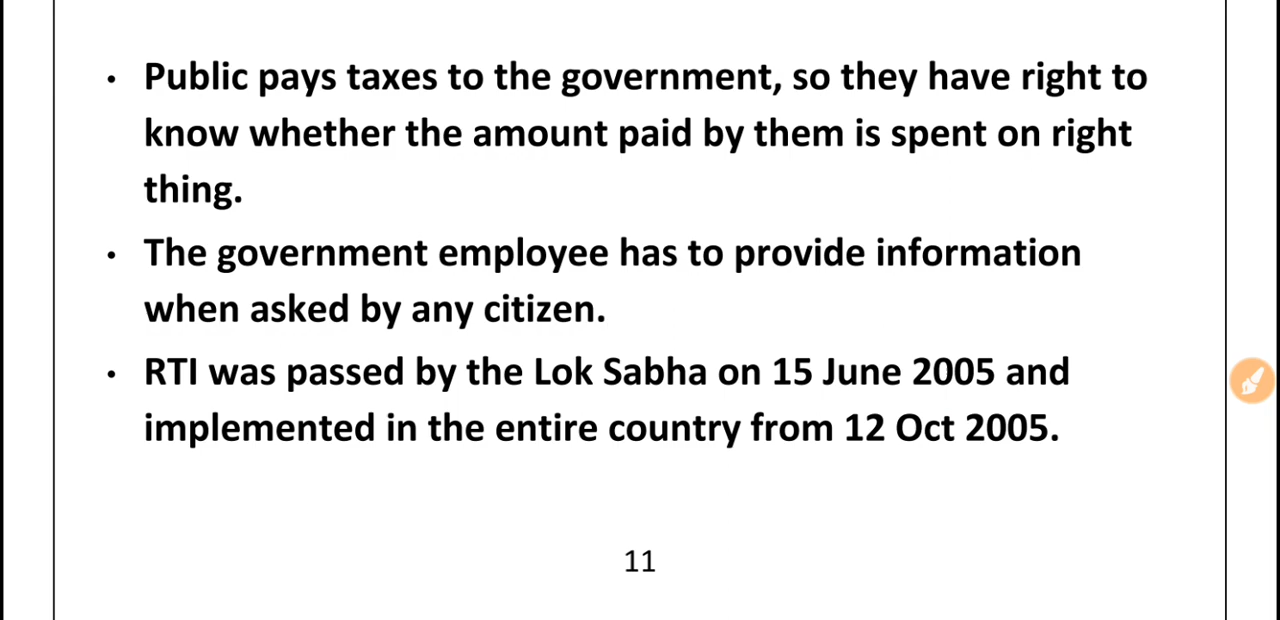 • Public pays taxes to the government, so they have right to
know whether the amount paid by them is spent on right
thing.
• The government employee has to provide information
when asked by any citizen.
• RTI was passed by the Lok Sabha on 15 June 2005 and
implemented in the entire country from 12 Oct 2005.
11